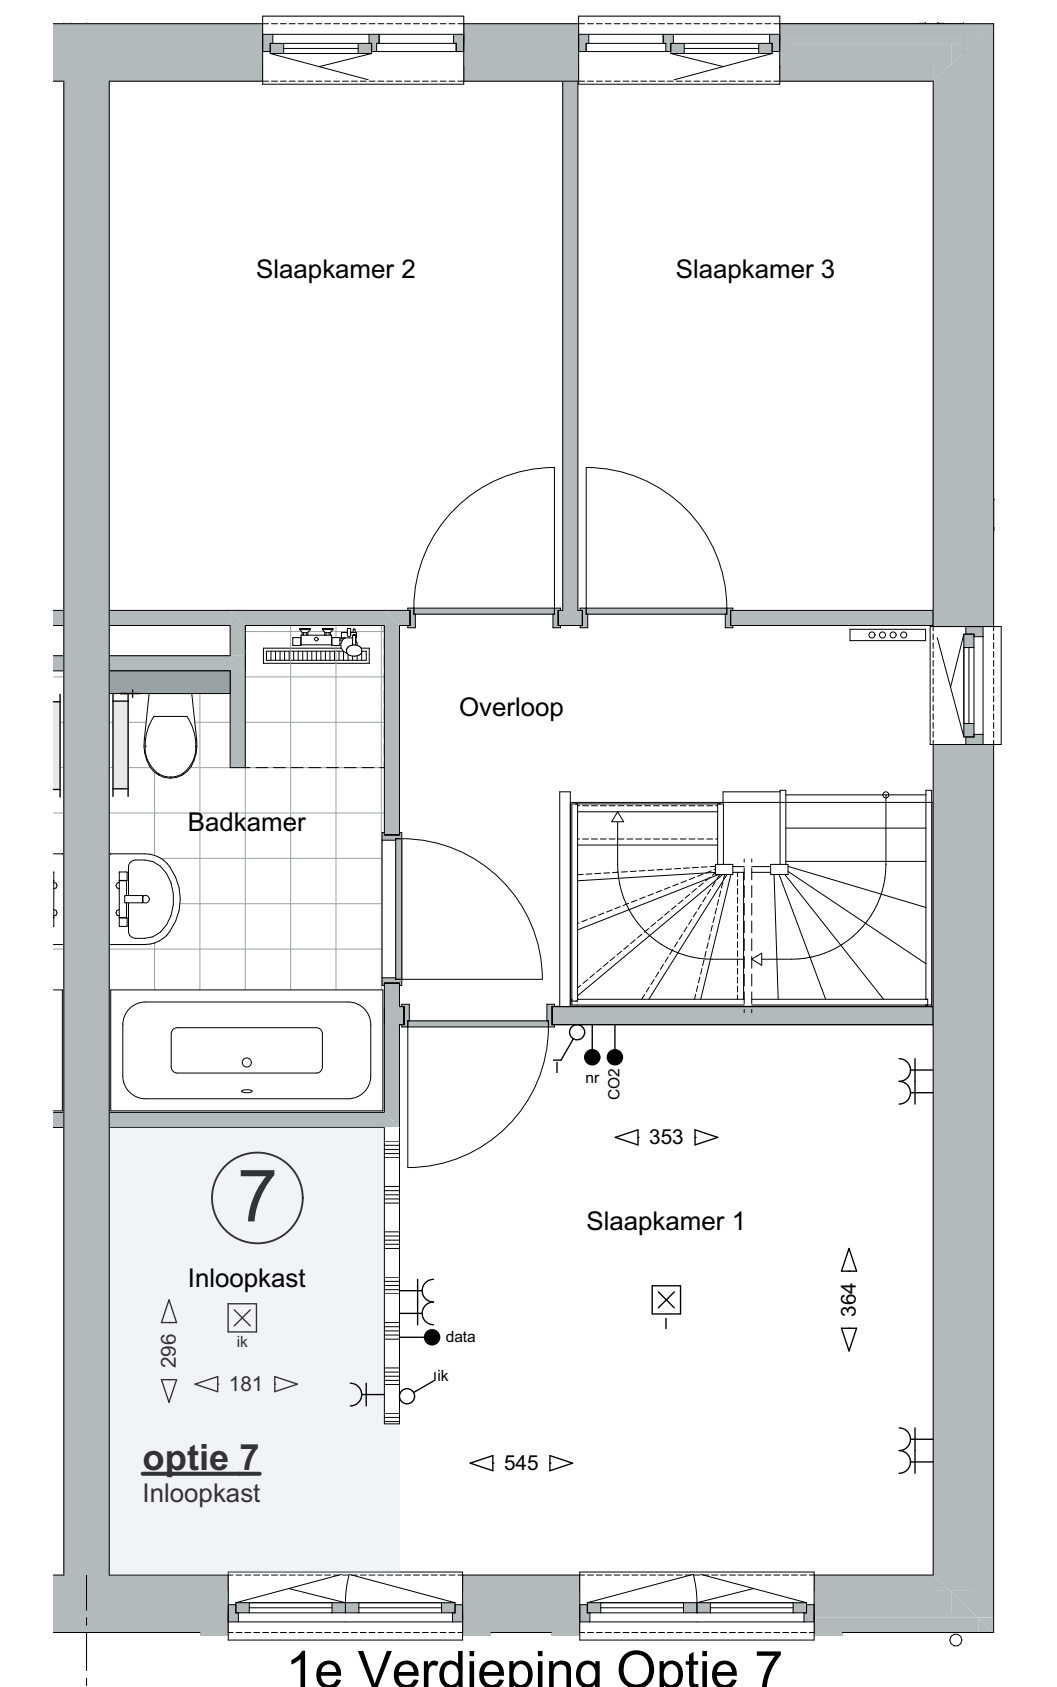 Slaapkamer 2
Slaapkamer 3
Overloop
Badkamer
l
nr
CO2
353
7
Slaapkamer 1
Inloopkast
ik
l
364
296
data
181
ik
optie 7
Inloopkast
545
1e Verdieping Optie 7